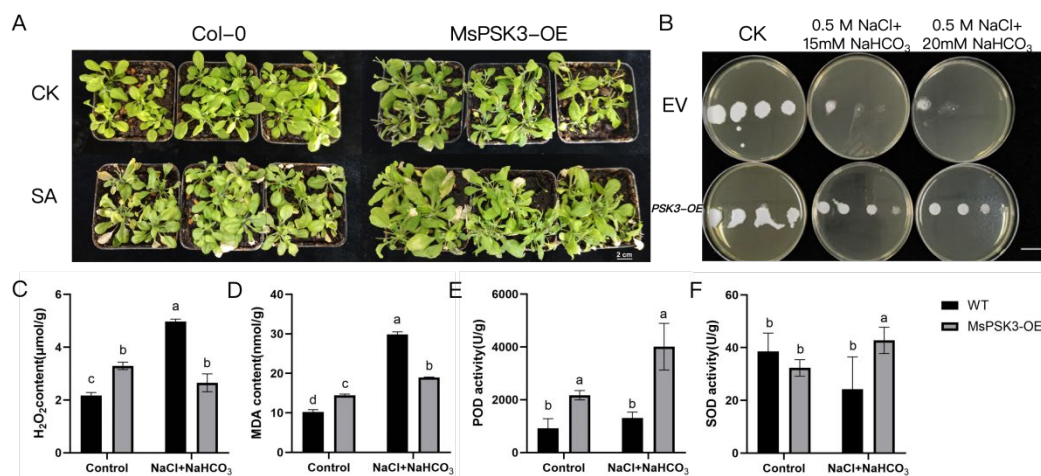 A
Col-0
MsPSK3-OE
CK
SA
2 cm
B
CK
0.5 M NaCl+
15mM NaHCO₃
0.5 M NaCl+
20mM NaHCO₃
EV
PSK3-OE
C
H₂O₂content(μmol/g)
6
4
2
0
c
b
a
b
Control
NaCl+NaHCO₃
D
MDA content(nmol/g)
40
30
20
10
0
d
c
a
b
Control
NaCl+NaHCO₃
E
POD activity(U/g)
6000
4000
2000
0
b
a
b
a
Control
NaCl+NaHCO₃
F
SOD activity(U/g)
60
40
20
0
b
b
b
a
Control
NaCl+NaHCO₃
WT
MsPSK3-OE